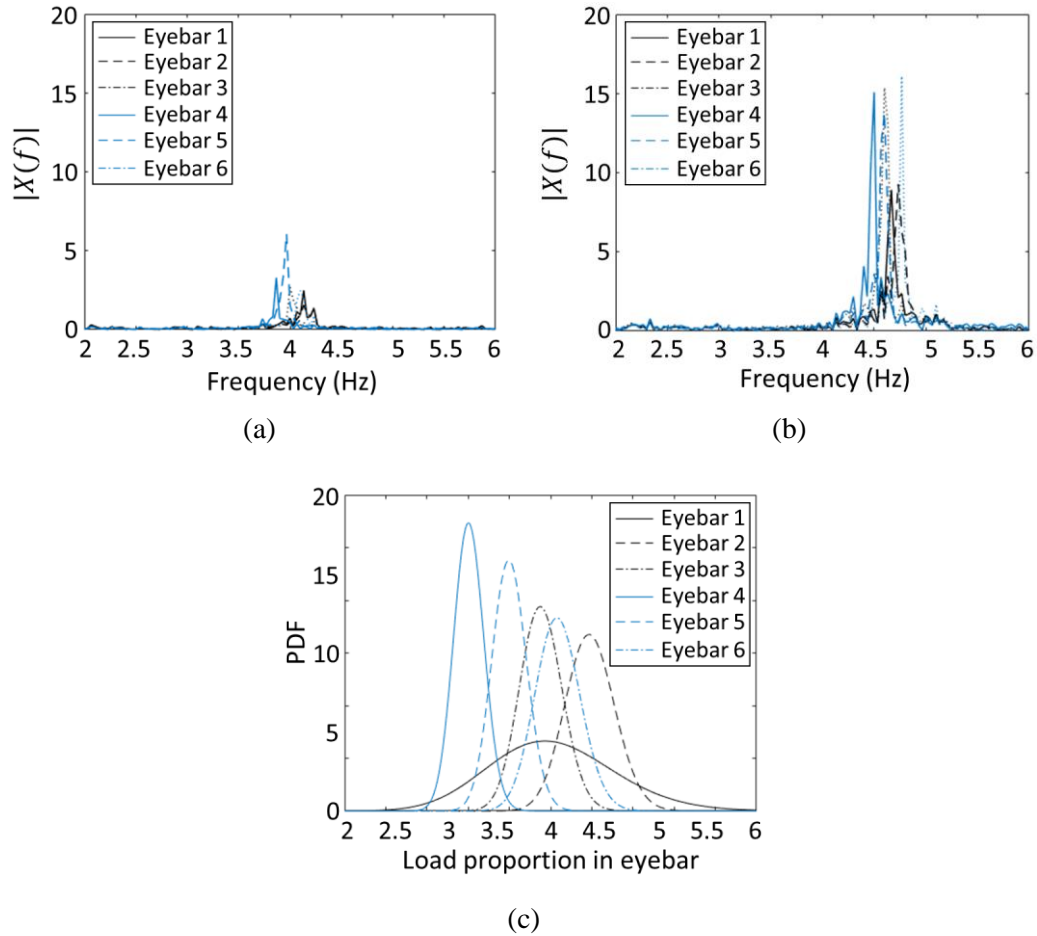 20
15
10
5
0
|X(f)|
Eyebar 1
Eyebar 2
Eyebar 3
Eyebar 4
Eyebar 5
Eyebar 6
2 2.5 3 3.5 4 4.5 5 5.5 6
Frequency (Hz)
(a)
20
15
10
5
0
|X(f)|
Eyebar 1
Eyebar 2
Eyebar 3
Eyebar 4
Eyebar 5
Eyebar 6
2 2.5 3 3.5 4 4.5 5 5.5 6
Frequency (Hz)
(b)
20
15
10
5
0
PDF
Eyebar 1
Eyebar 2
Eyebar 3
Eyebar 4
Eyebar 5
Eyebar 6
2 2.5 3 3.5 4 4.5 5 5.5 6
Load proportion in eyebar
(c)